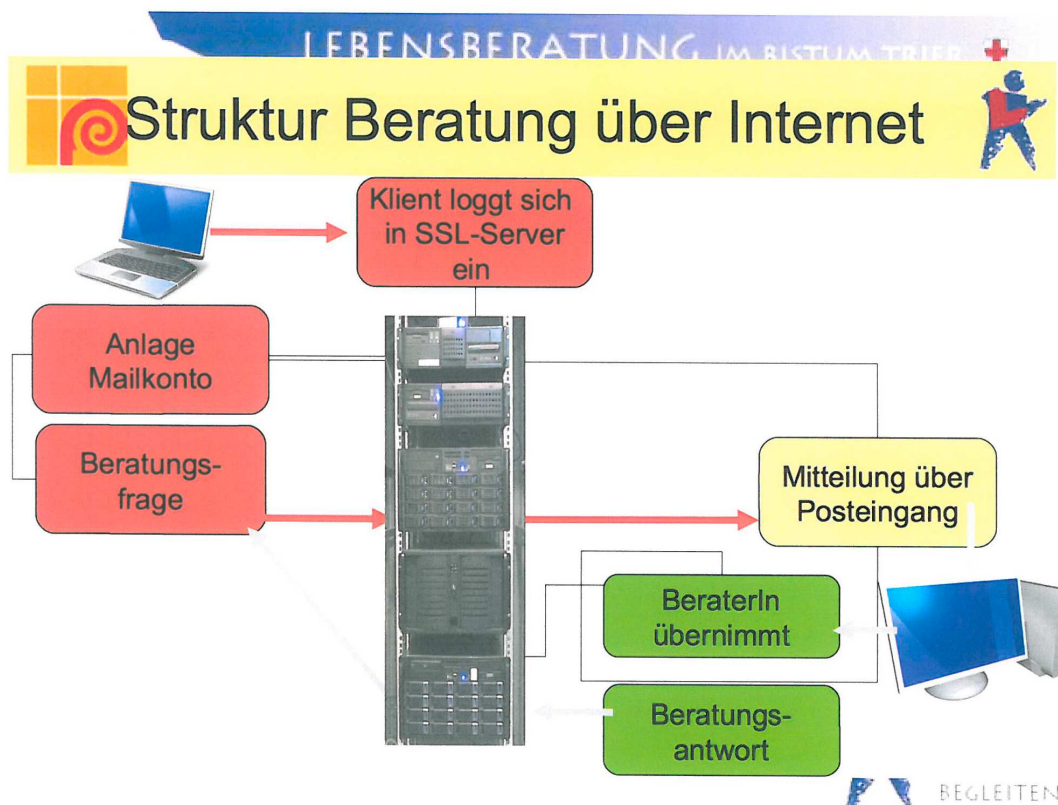 LEBENSBERATUNG IM BISTUM TRIER
Struktur Beratung über Internet
Klient loggt sich
in SSL-Server
ein
Anlage
Mailkonto
Beratungs-
frage
Mitteilung über
Posteingang
BeraterIn
übernimmt
Beratungs-
antwort
BEGLEITEN